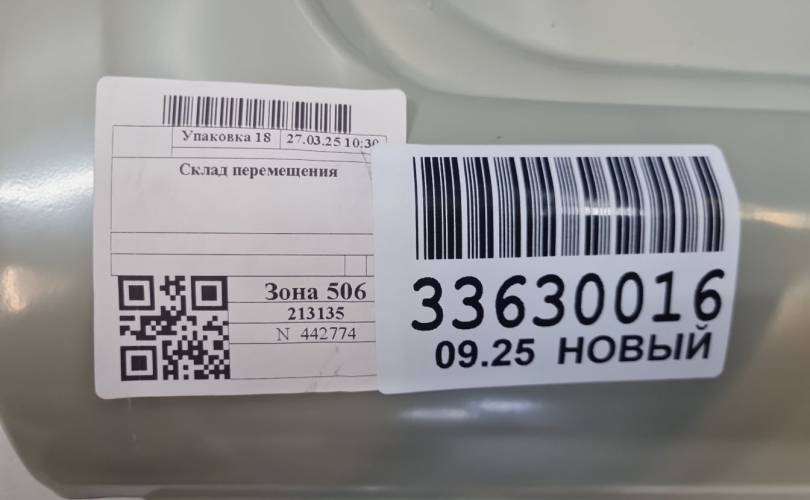 Упаковка 18 27.03.25 10:30
Склад перемещения
Зона 506
213135
N 442774
33630016
09.25 НОВЫЙ